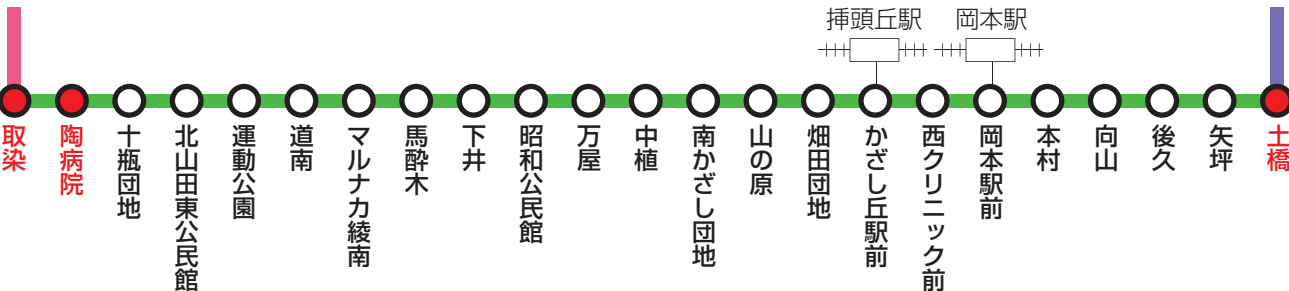 挿頭丘駅
岡本駅
取染
陶病院
十瓶団地
北山田東公民館
運動公園
道南
マルナカ綾南
馬酔木
下井
昭和公民館
万屋
中植
南かざし団地
山の原
畑田団地
かざし丘駅前
西クリニック前
岡本駅前
本村
向山
後久
矢坪
土橋